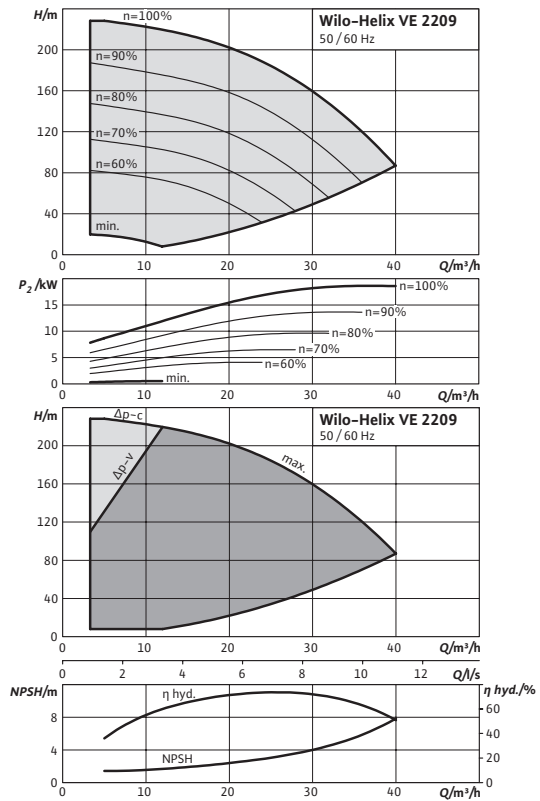 H/m
n=100%
Wilo-Helix VE 2209
50 / 60 Hz
200
n=90%
160
n=80%
120
n=70%
80
n=60%
40
min.
0
0 10 20 30 40 Q/m³/h
P₂ /kW
n=100%
15
n=90%
10
n=80%
n=70%
5
n=60%
min.
0
0 10 20 30 40 Q/m³/h
H/m
Δp-c
Wilo-Helix VE 2209
50 / 60 Hz
200
max.
Δp-v
160
120
80
40
0
0 10 20 30 40 Q/m³/h
0 2 4 6 8 10 12 Q/l/s
NPSH/m
η hyd.
η hyd./%
8
60
40
4
NPSH
20
0
0
0 10 20 30 40 Q/m³/h